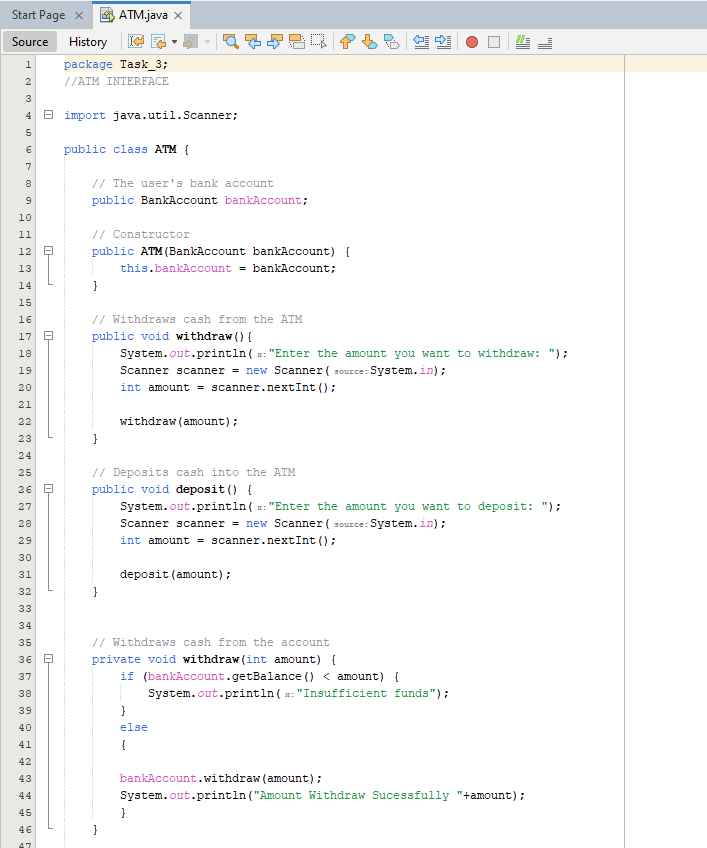 Start Page
ATM.java
Source History
1 package Task_3;
2 //ATM INTERFACE
3
4 import java.util.Scanner;
5
6 public class ATM {
7
8 // The user's bank account
9 public BankAccount bankAccount;
10
11 // Constructor
12 public ATM(BankAccount bankAccount) {
13 this.bankAccount = bankAccount;
14 }
15
16 // Withdraws cash from the ATM
17 public void withdraw(){
18 System.out.println( x: "Enter the amount you want to withdraw: ");
19 Scanner scanner = new Scanner( source: System.in);
20 int amount = scanner.nextInt();
21
22 withdraw(amount);
23 }
24
25 // Deposits cash into the ATM
26 public void deposit() {
27 System.out.println( x: "Enter the amount you want to deposit: ");
28 Scanner scanner = new Scanner( source: System.in);
29 int amount = scanner.nextInt();
30
31 deposit(amount);
32 }
33
34
35 // Withdraws cash from the account
36 private void withdraw(int amount) {
37 if (bankAccount.getBalance() < amount) {
38 System.out.println( x: "Insufficient funds");
39 }
40 else
41 {
42
43 bankAccount.withdraw(amount);
44 System.out.println("Amount Withdraw Sucessfully "+amount);
45 }
46 }
47